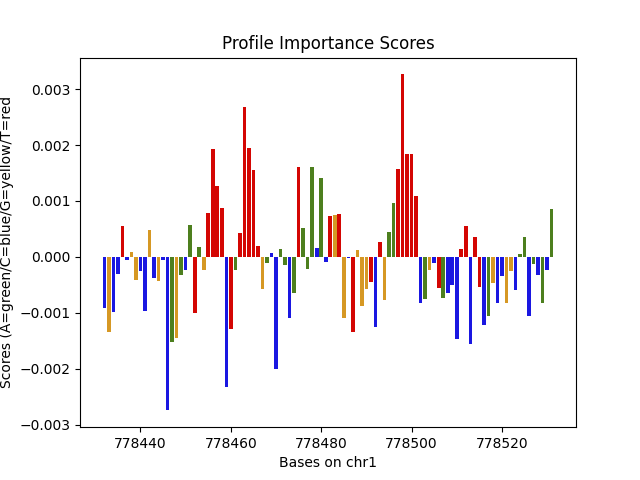 Profile Importance Scores
Scores (A=green/C=blue/G=yellow/T=red
0.003
0.002
0.001
0.000
−0.001
−0.002
−0.003
778440 778460 778480 778500 778520
Bases on chr1